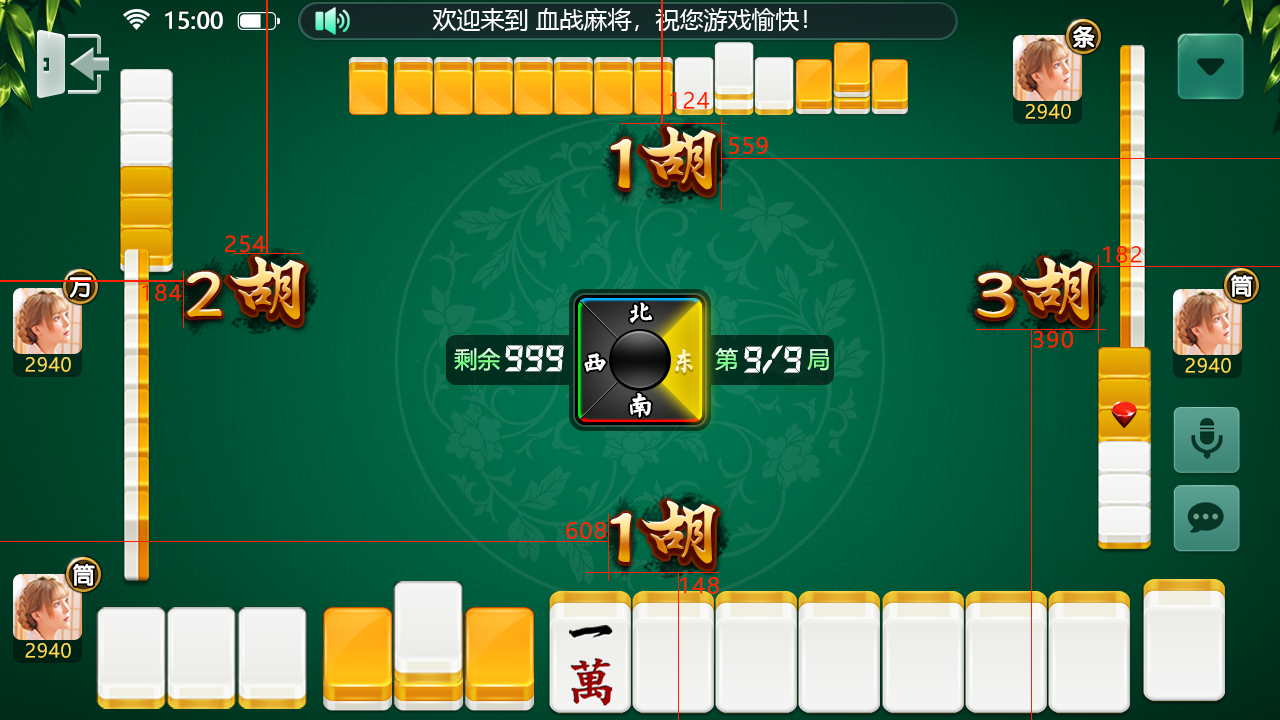 15:00
欢迎来到 血战麻将，祝您游戏愉快！
条
2940
124
1胡
559
254
2胡
184
万
2940
182
3胡
390
筒
2940
北
西
东
南
剩余999
第9/9局
608
1胡
148
筒
2940
一萬